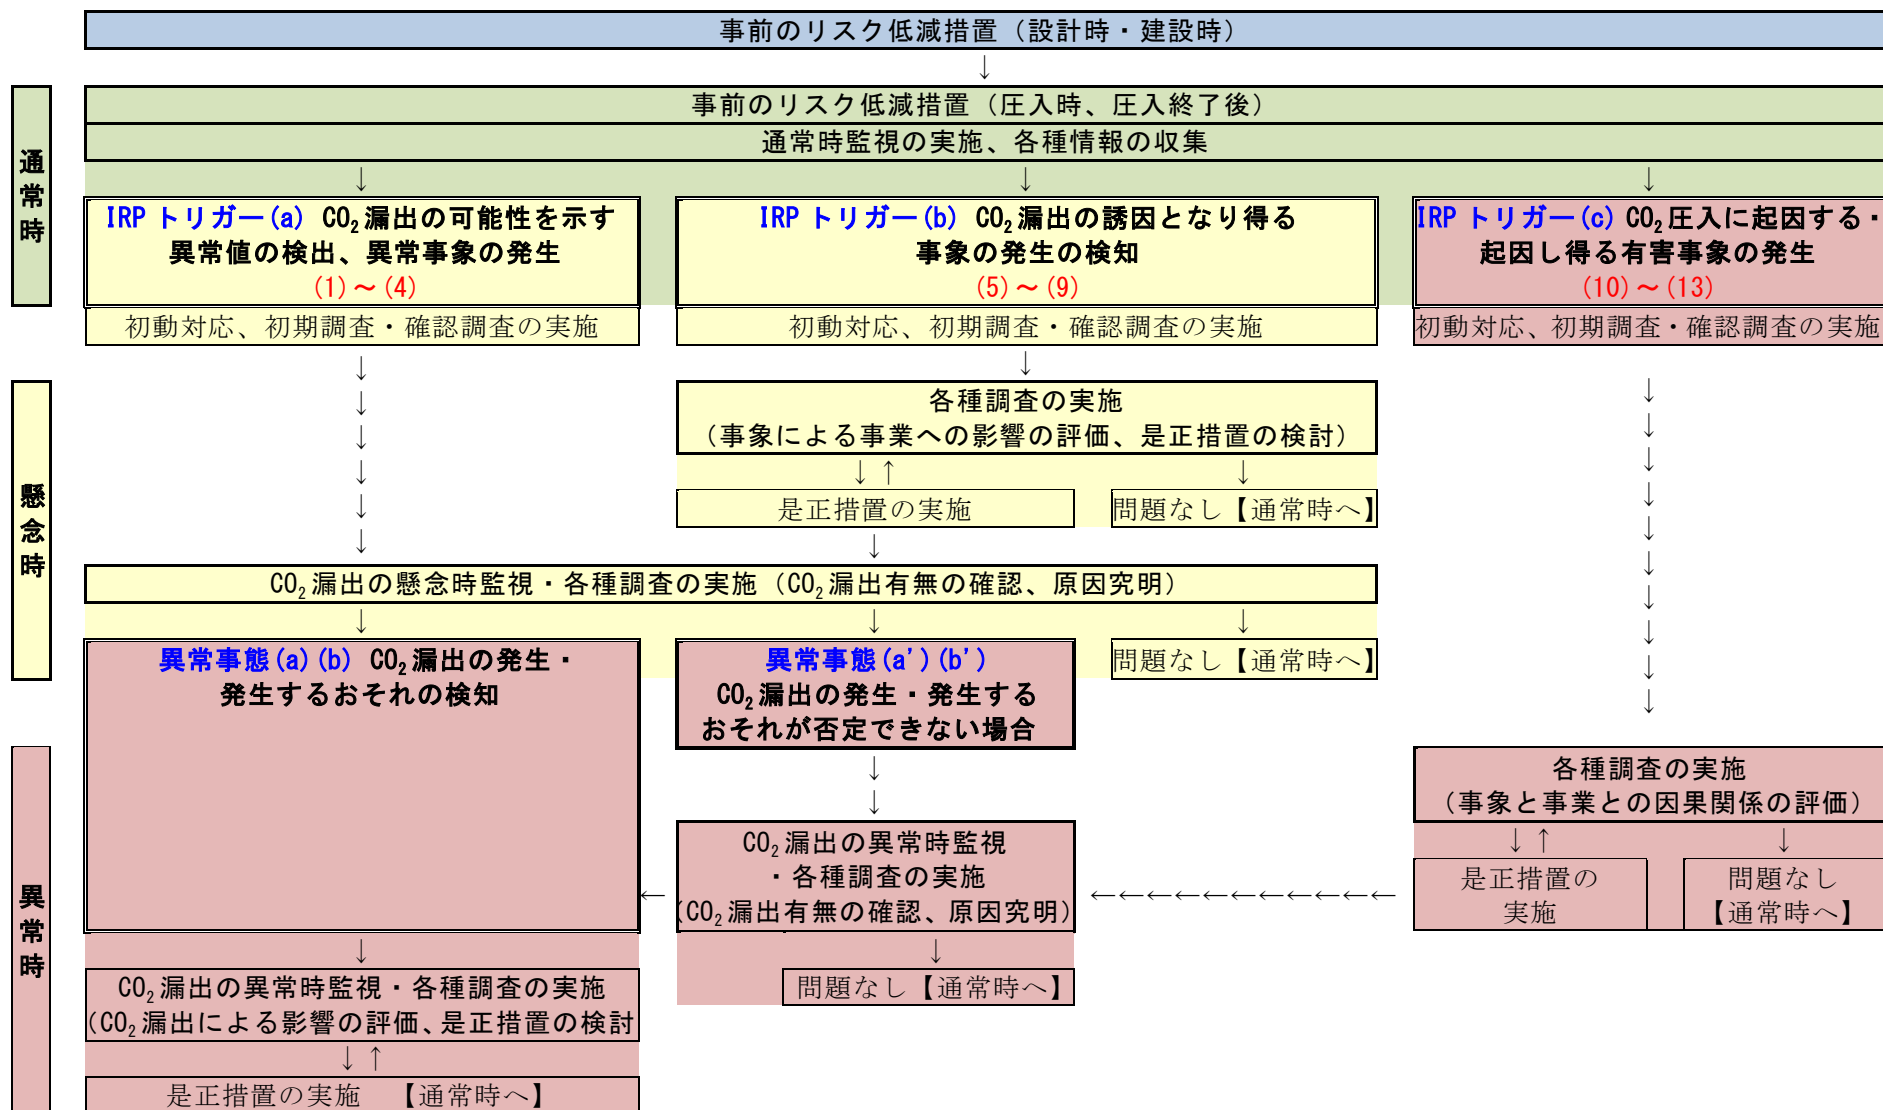 事前のリスク低減措置（設計時・建設時）
↓
通常時
事前のリスク低減措置（圧入時、圧入終了後）
通常時監視の実施、各種情報の収集
↓ ↓ ↓
IRP トリガー(a) CO₂漏出の可能性を示す
異常値の検出、異常事象の発生
(1)～(4)
初動対応、初期調査・確認調査の実施
IRP トリガー(b) CO₂漏出の誘因となり得る
事象の発生の検知
(5)～(9)
初動対応、初期調査・確認調査の実施
IRP トリガー(c) CO₂圧入に起因する・
起因し得る有害事象の発生
(10)～(13)
初動対応、初期調査・確認調査の実施
懸念時
各種調査の実施
（事象による事業への影響の評価、是正措置の検討）
↓↑ ↓
是正措置の実施
問題なし【通常時へ】
CO₂漏出の懸念時監視・各種調査の実施（CO₂漏出有無の確認、原因究明）
↓ ↓ ↓
異常事態(a)(b) CO₂漏出の発生・
発生するおそれの検知
異常事態(a')(b')
CO₂漏出の発生・発生する
おそれが否定できない場合
問題なし【通常時へ】
異常時
CO₂漏出の異常時監視
・各種調査の実施
（CO₂漏出有無の確認、原因究明）
↓
問題なし【通常時へ】
各種調査の実施
（事象と事業との因果関係の評価）
↓↑ ↓
是正措置の
実施
問題なし
【通常時へ】
←←←←←←←←←
CO₂漏出の異常時監視・各種調査の実施
（CO₂漏出による影響の評価、是正措置の検討
↓↑
是正措置の実施 【通常時へ】